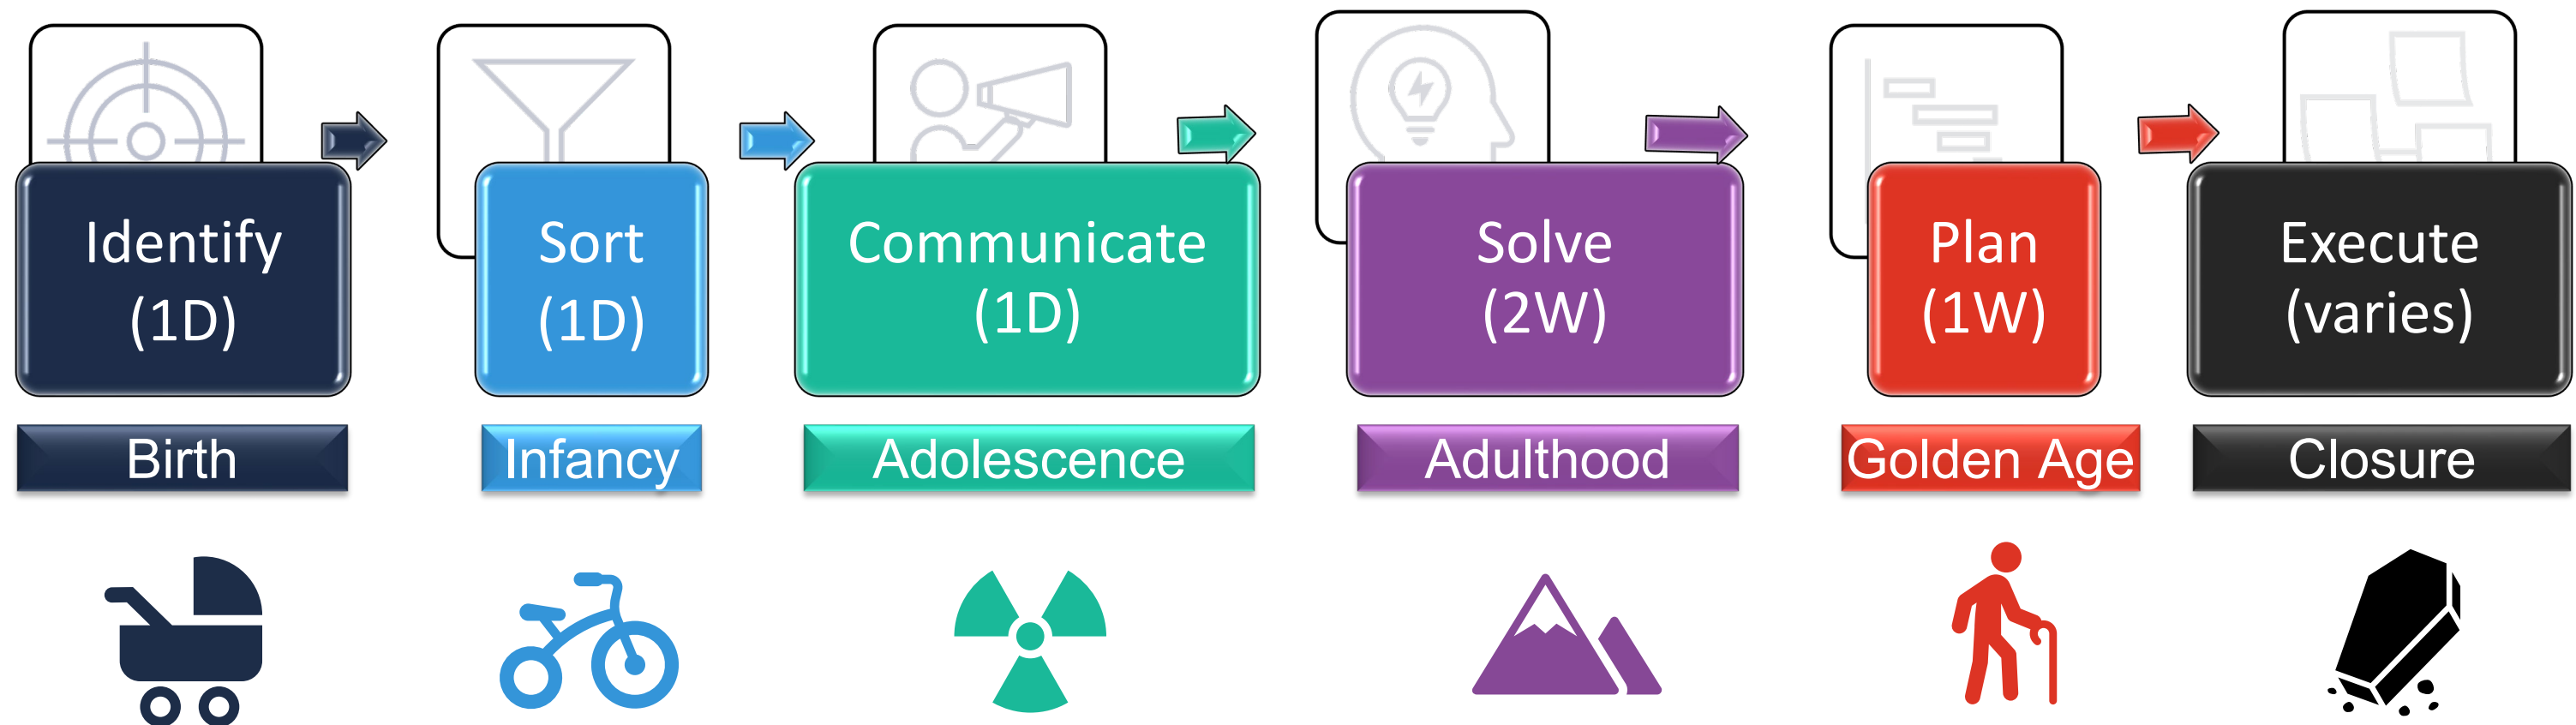 Identify
(1D)
Sort
(1D)
Communicate
(1D)
Solve
(2W)
Plan
(1W)
Execute
(varies)
Birth
Infancy
Adolescence
Adulthood
Golden Age
Closure